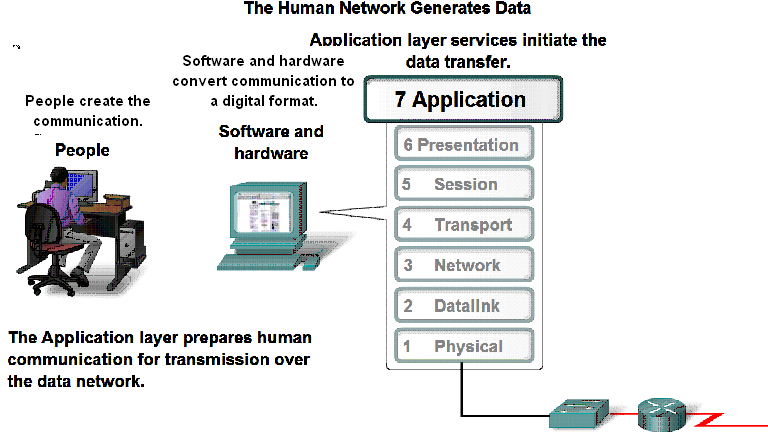 The Human Network Generates Data
Application layer services initiate the
data transfer.
Software and hardware
convert communication to
a digital format.
People create the
communication.
7 Application
Software and
hardware
People
6 Presentation
5 Session
4 Transport
3 Network
2 Datalink
1 Physical
The Application layer prepares human
communication for transmission over
the data network.